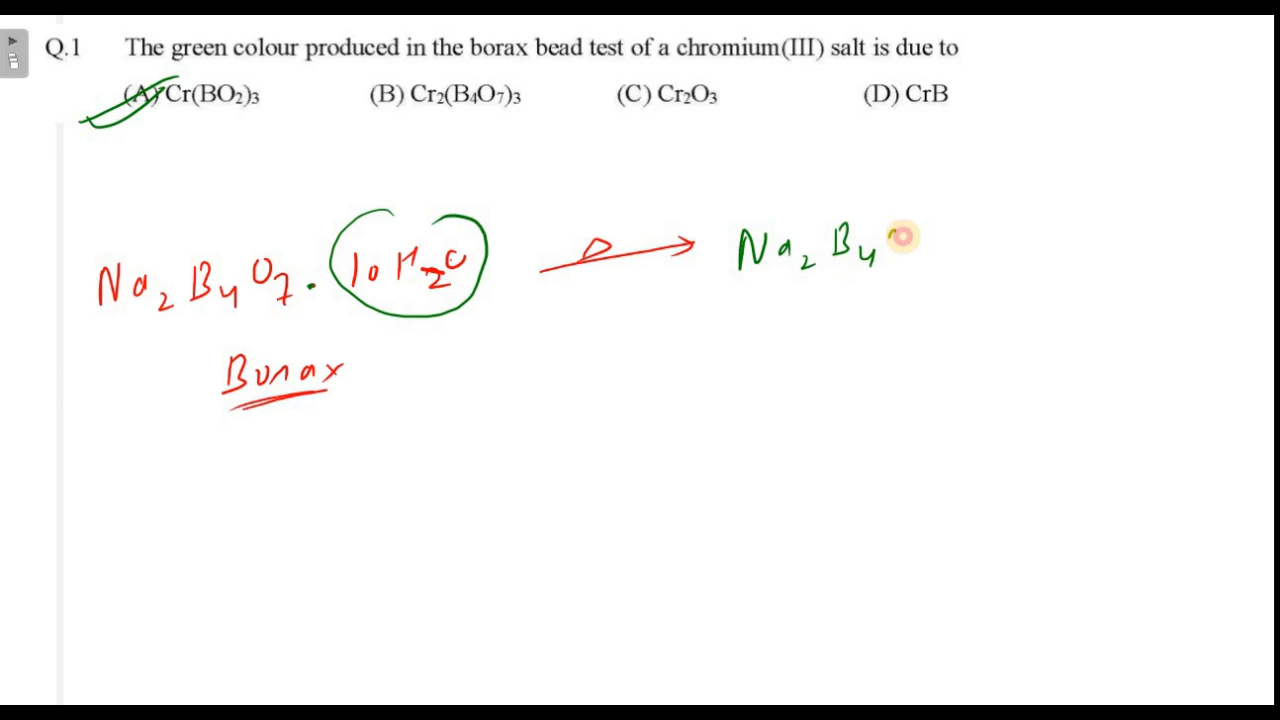 Q.1 The green colour produced in the borax bead test of a chromium(III) salt is due to
(A) Cr(BO₂)₃ (B) Cr₂(B₄O₇)₃ (C) Cr₂O₃ (D) CrB
Na₂B₄O₇ . 10H₂O Δ→ Na₂B₄
Borax